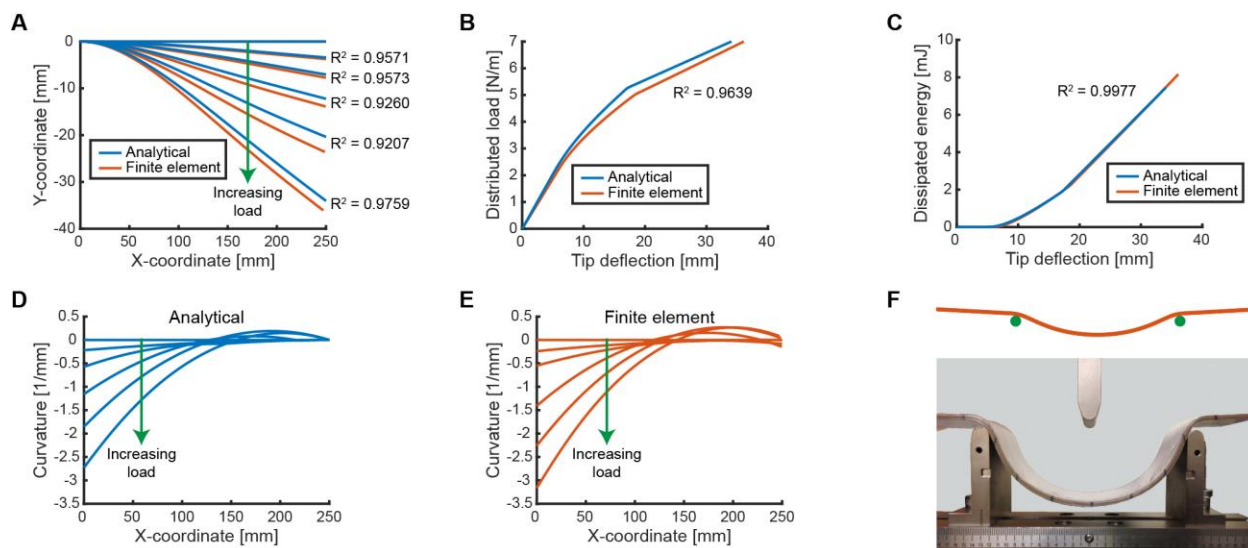 A
0
-10
-20
-30
-40
Y-coordinate [mm]
0 50 100 150 200 250
X-coordinate [mm]
Analytical
Finite element
Increasing
load
R² = 0.9571
R² = 0.9573
R² = 0.9260
R² = 0.9207
R² = 0.9759
B
7
6
5
4
3
2
1
0
Distributed load [N/m]
0 10 20 30 40
Tip deflection [mm]
R² = 0.9639
Analytical
Finite element
C
10
8
6
4
2
0
Dissipated energy [mJ]
0 10 20 30 40
Tip deflection [mm]
R² = 0.9977
Analytical
Finite element
D
Analytical
0.5
0
-0.5
-1
-1.5
-2
-2.5
-3
-3.5
Curvature [1/mm]
0 50 100 150 200 250
X-coordinate [mm]
Increasing
load
E
Finite element
0.5
0
-0.5
-1
-1.5
-2
-2.5
-3
-3.5
Curvature [1/mm]
0 50 100 150 200 250
X-coordinate [mm]
Increasing
load
F